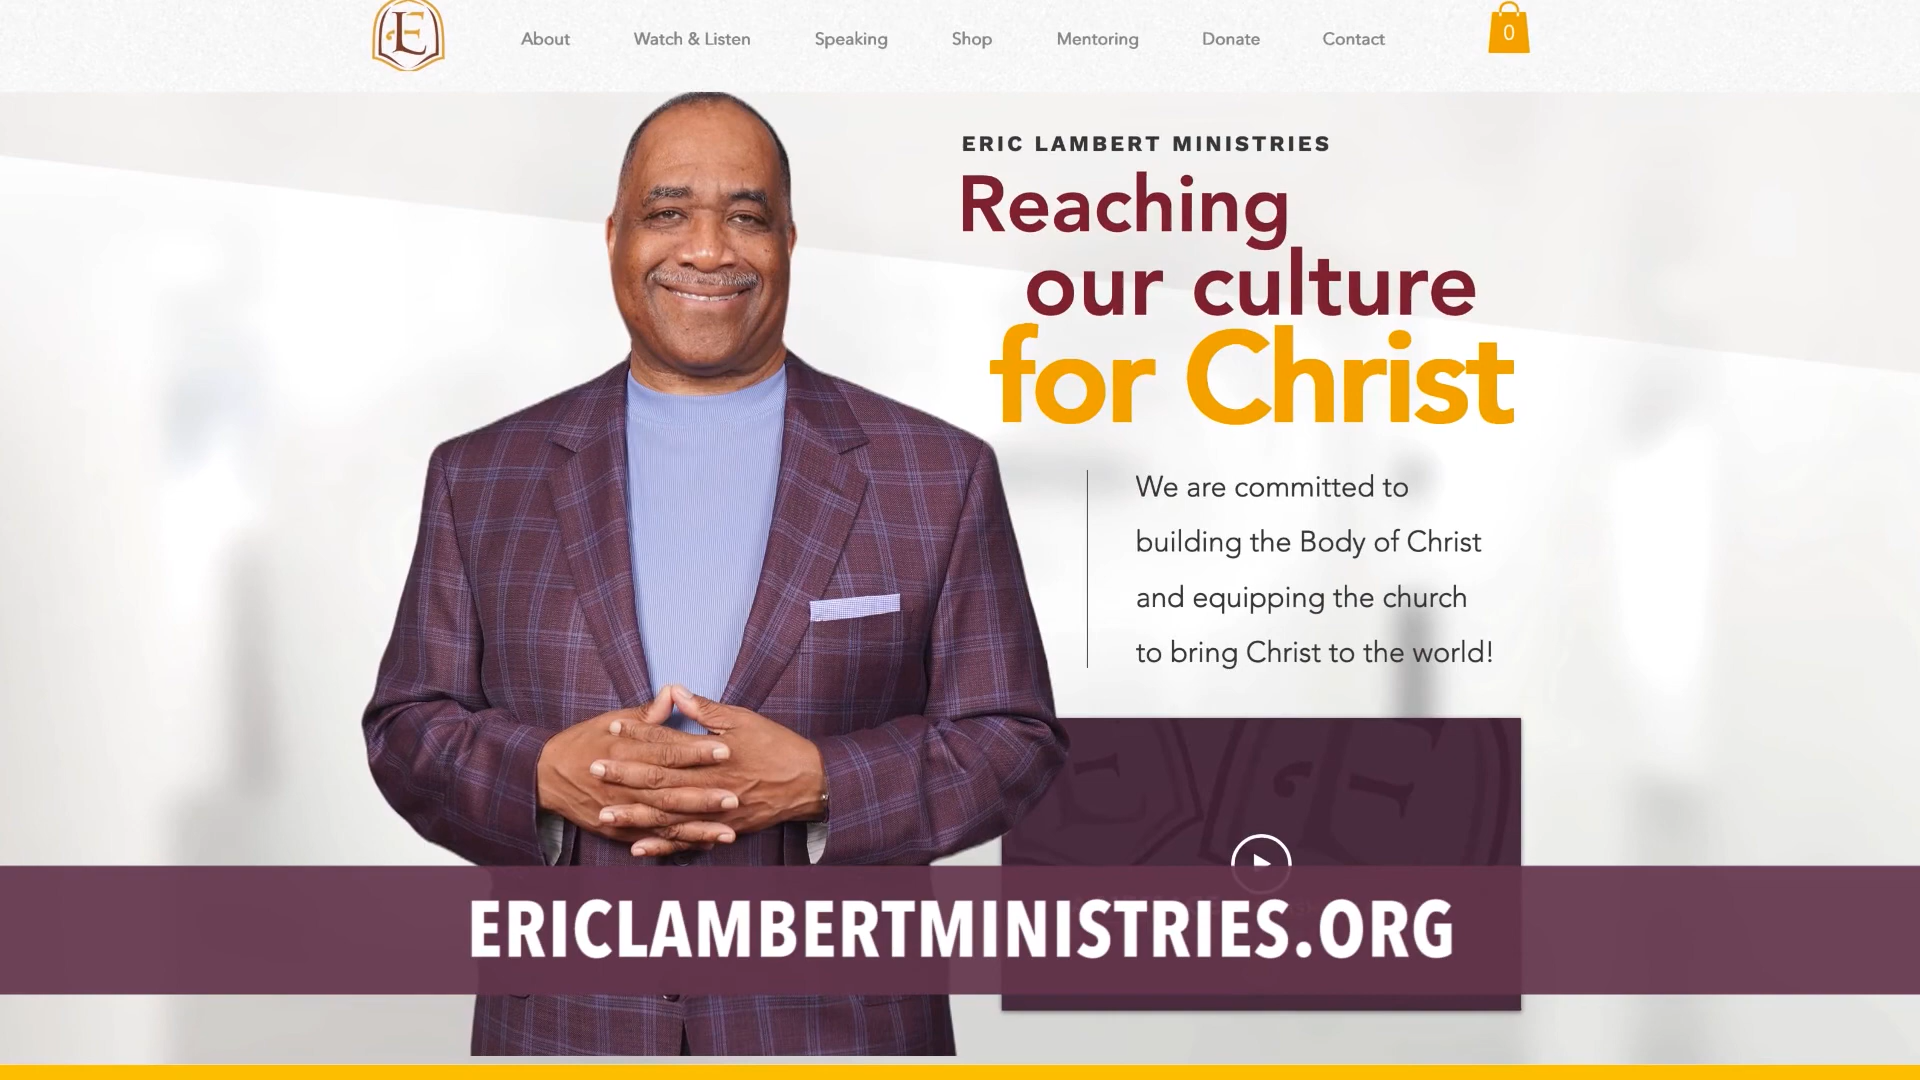 E
About Watch & Listen Speaking Shop Mentoring Donate Contact
0
ERIC LAMBERT MINISTRIES
Reaching
our culture
for Christ
We are committed to
building the Body of Christ
and equipping the church
to bring Christ to the world!
E E
ERICLAMBERTMINISTRIES.ORG